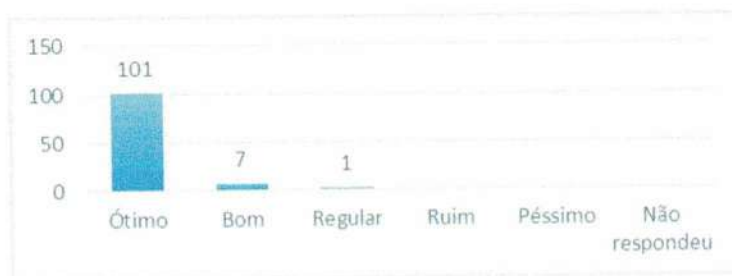 150
101
100
50
7
1
0
Ótimo
Bom
Regular
Ruim
Péssimo
Não
respondeu